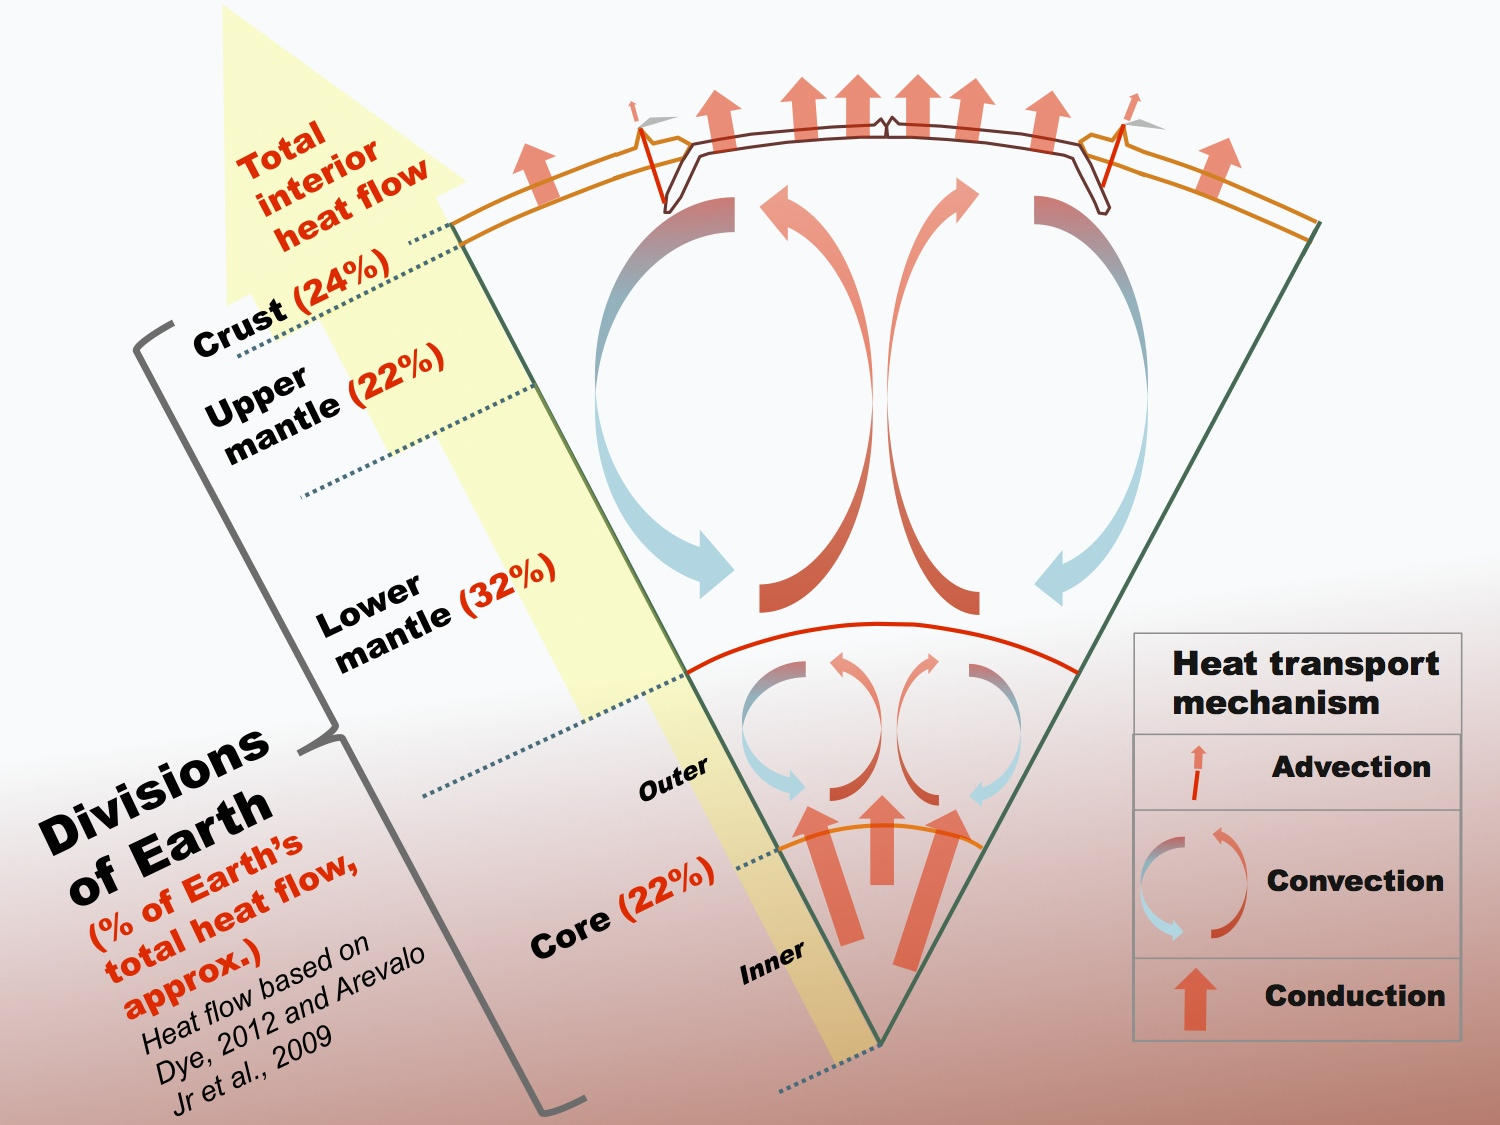 Total
interior
heat flow
Crust (24%)
Upper
mantle (22%)
Lower
mantle (32%)
Outer
Core (22%)
Inner
Divisions
of Earth
(% of Earth's
total heat flow,
approx.)
Heat flow based on
Dye, 2012 and Arevalo
Jr et al., 2009
Heat transport
mechanism
Advection
Convection
Conduction